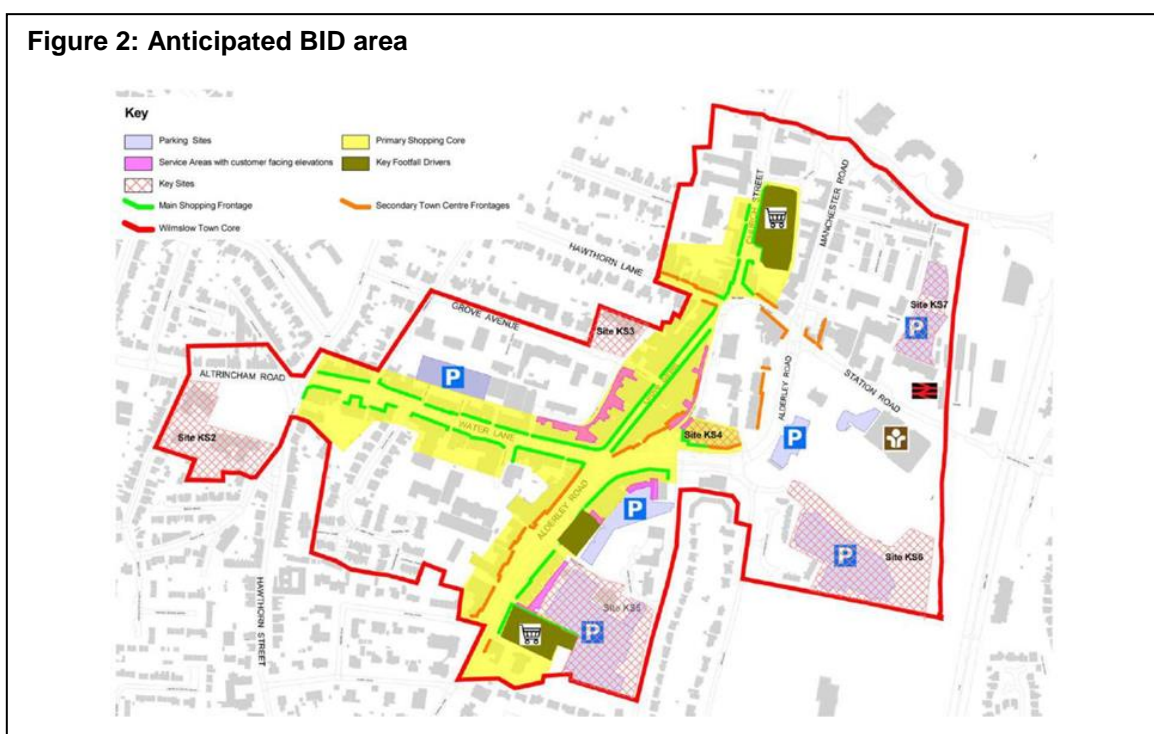 Figure 2: Anticipated BID area
Key
Parking Sites
Primary Shopping Core
Service Areas with customer facing elevations
Key Footfall Drivers
Key Sites
Main Shopping Frontage
Secondary Town Centre Frontages
Wilmslow Town Core
CHURCH STREET
MANCHESTER ROAD
HAWTHORN LANE
GROVE AVENUE
Site KS3
Site KS7
P
ALTRINCHAM ROAD
P
STATION ROAD
ALDERLEY ROAD
Site KS2
WATER LANE
Site KS4
P
ALDERLEY ROAD
P
Site KS6
P
HAWTHORN STREET
Site KS5
P